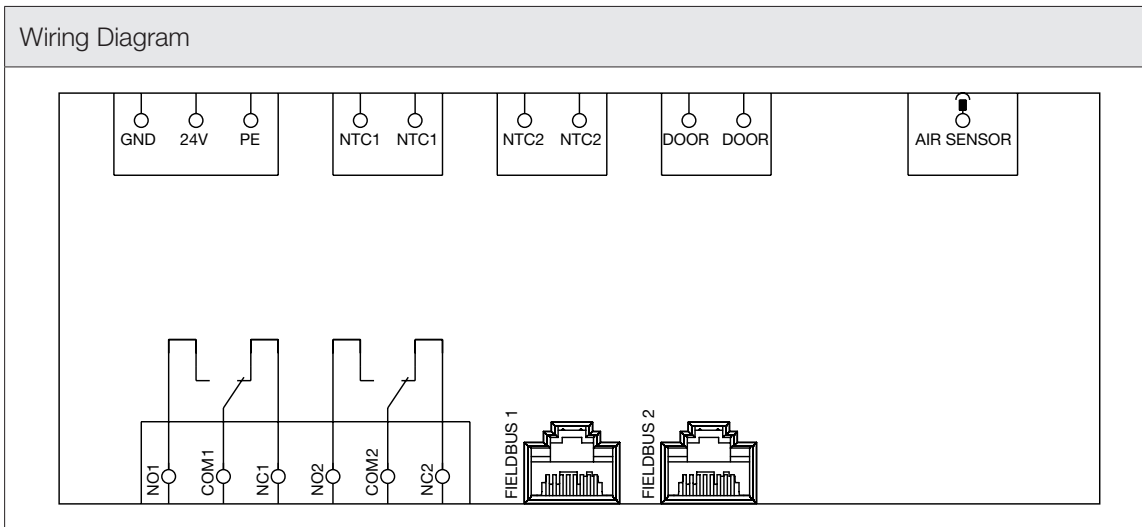 Wiring Diagram
GND 24V PE NTC1 NTC1 NTC2 NTC2 DOOR DOOR AIR SENSOR
NO1 COM1 NC1 NO2 COM2 NC2 FIELDBUS 1 FIELDBUS 2